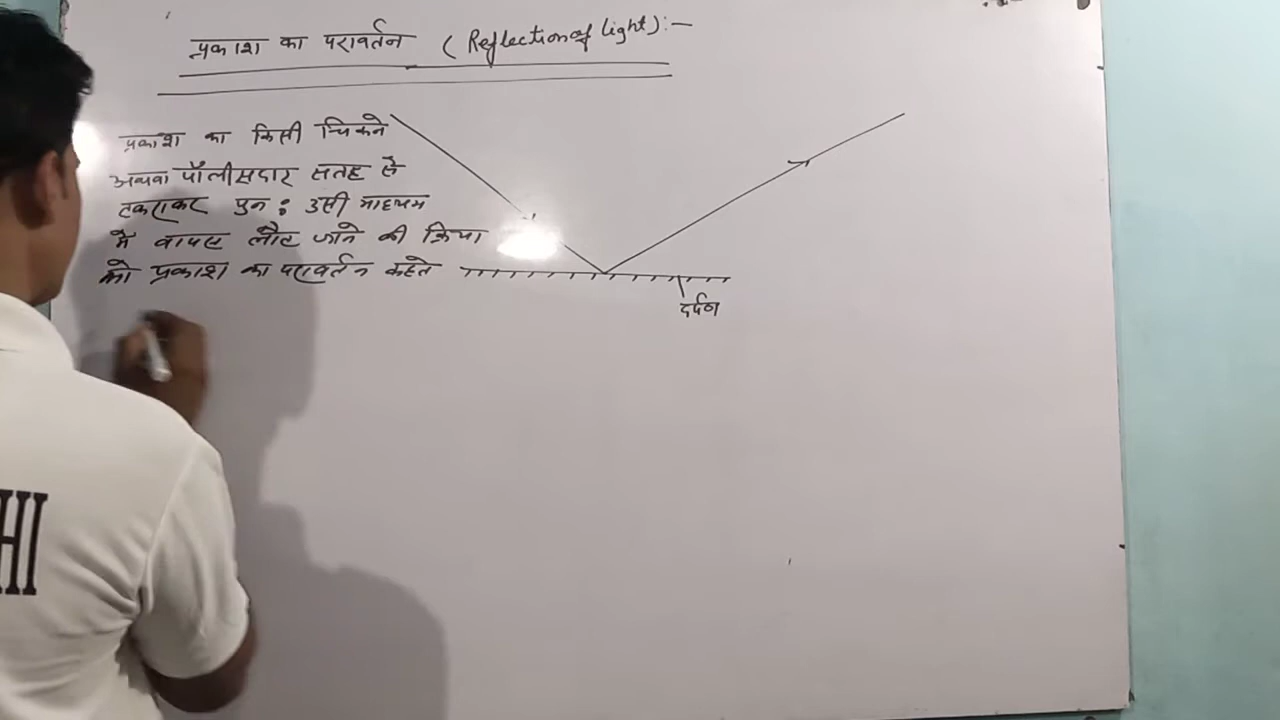 प्रकाश का परावर्तन (Reflection of light):-
प्रकाश का किसी चिकने
अथवा पॉलीसदार सतह से
टकराकर पुन: उसी माध्यम
में वापस लौट जाने की क्रिया
को प्रकाश का परावर्तन कहते
दर्पण
HI